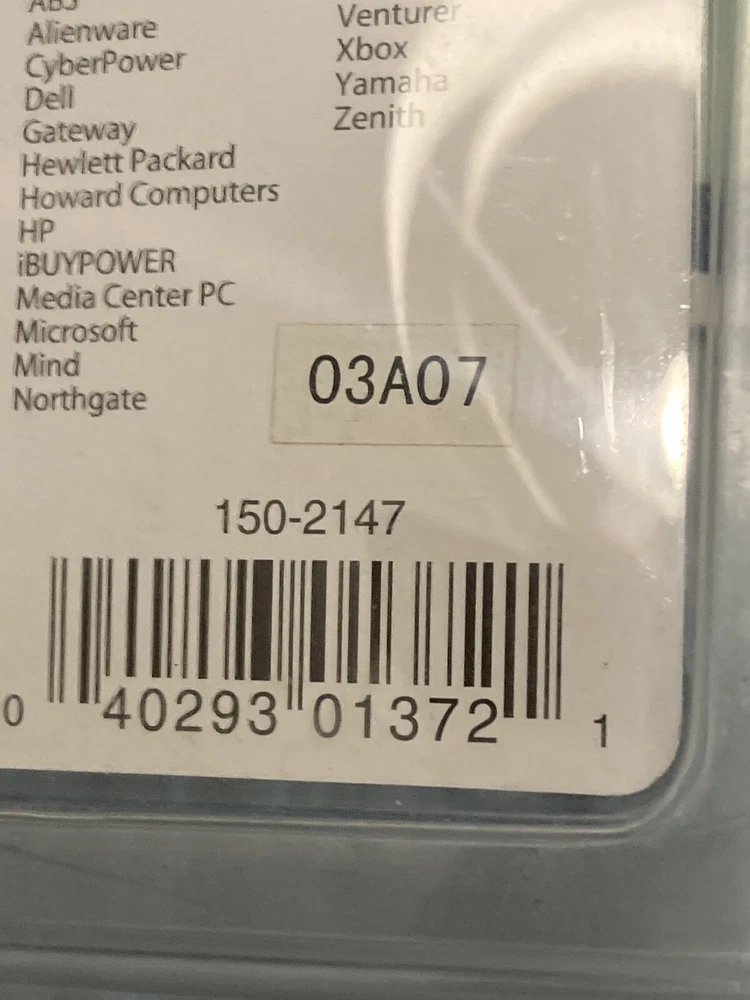 ABS
Alienware
CyberPower
Dell
Gateway
Hewlett Packard
Howard Computers
HP
iBUYPOWER
Media Center PC
Microsoft
Mind
Northgate
Venturer
Xbox
Yamaha
Zenith
03A07
150-2147
0 40293 01372 1